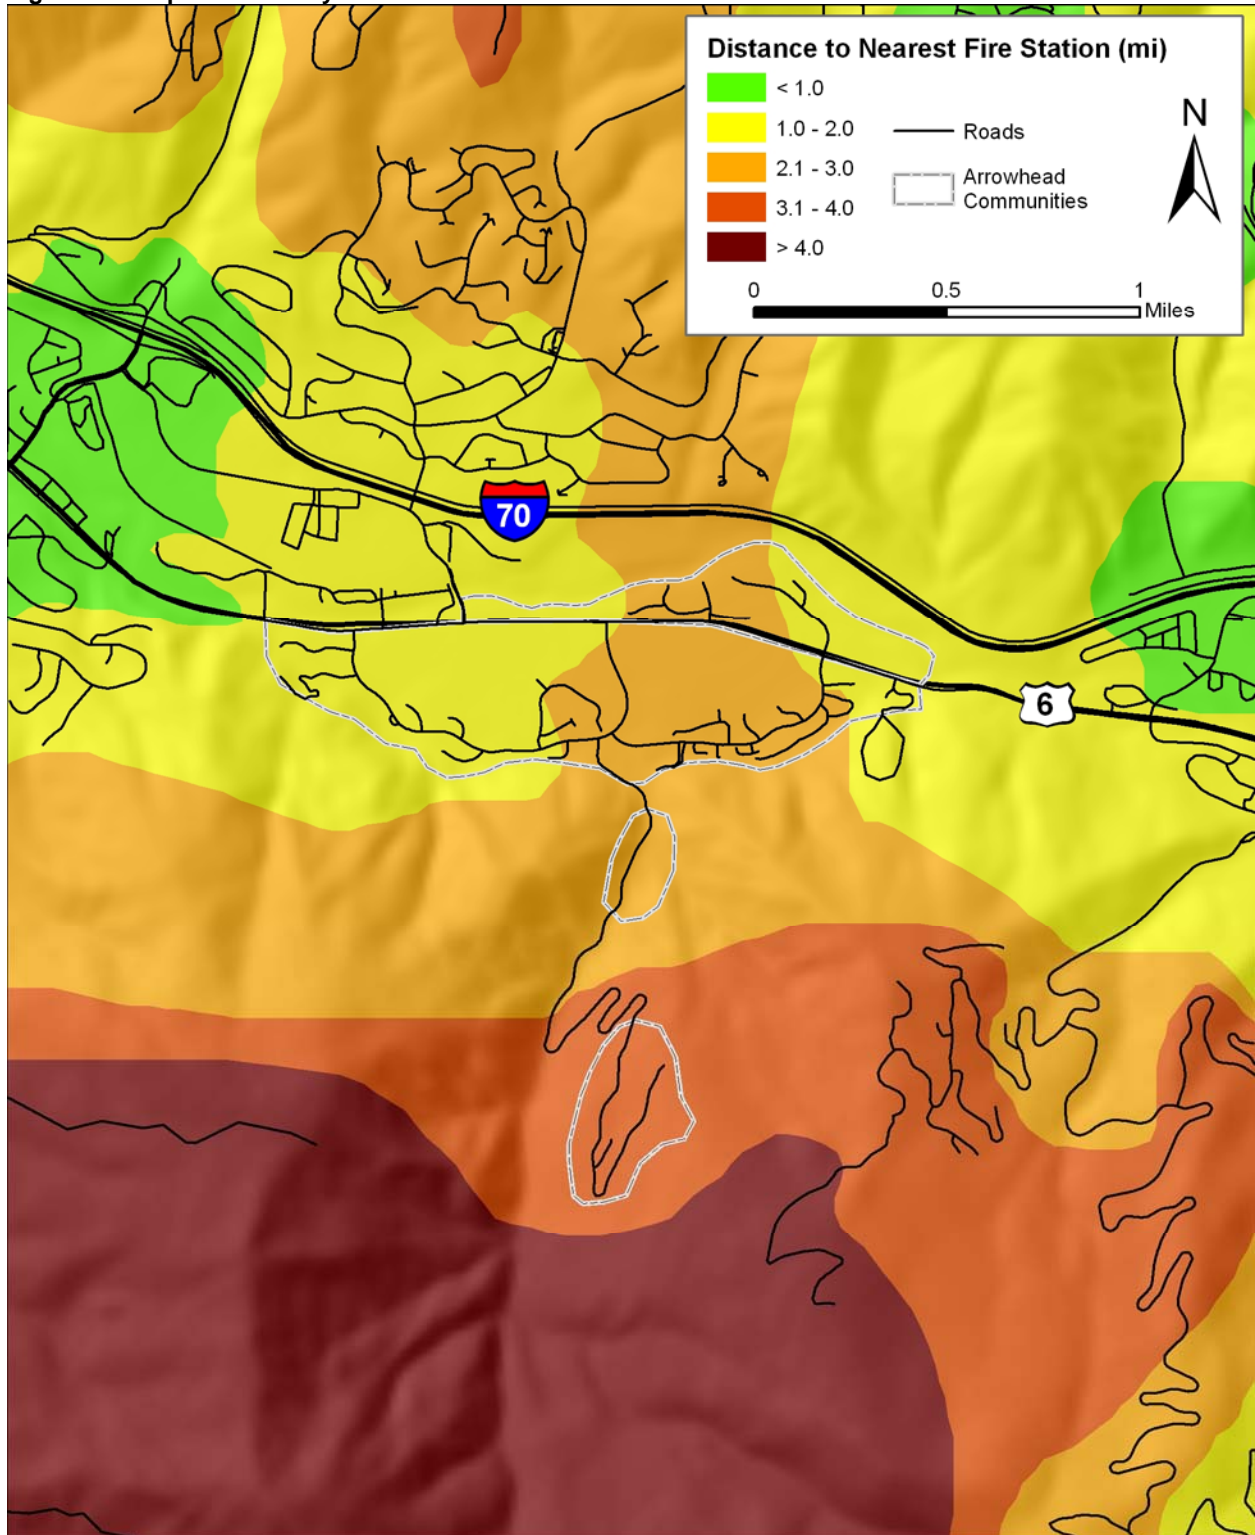 Distance to Nearest Fire Station (mi)
< 1.0
1.0 - 2.0
2.1 - 3.0
3.1 - 4.0
> 4.0
Roads
Arrowhead
Communities
N
0 0.5 1
Miles
70
6